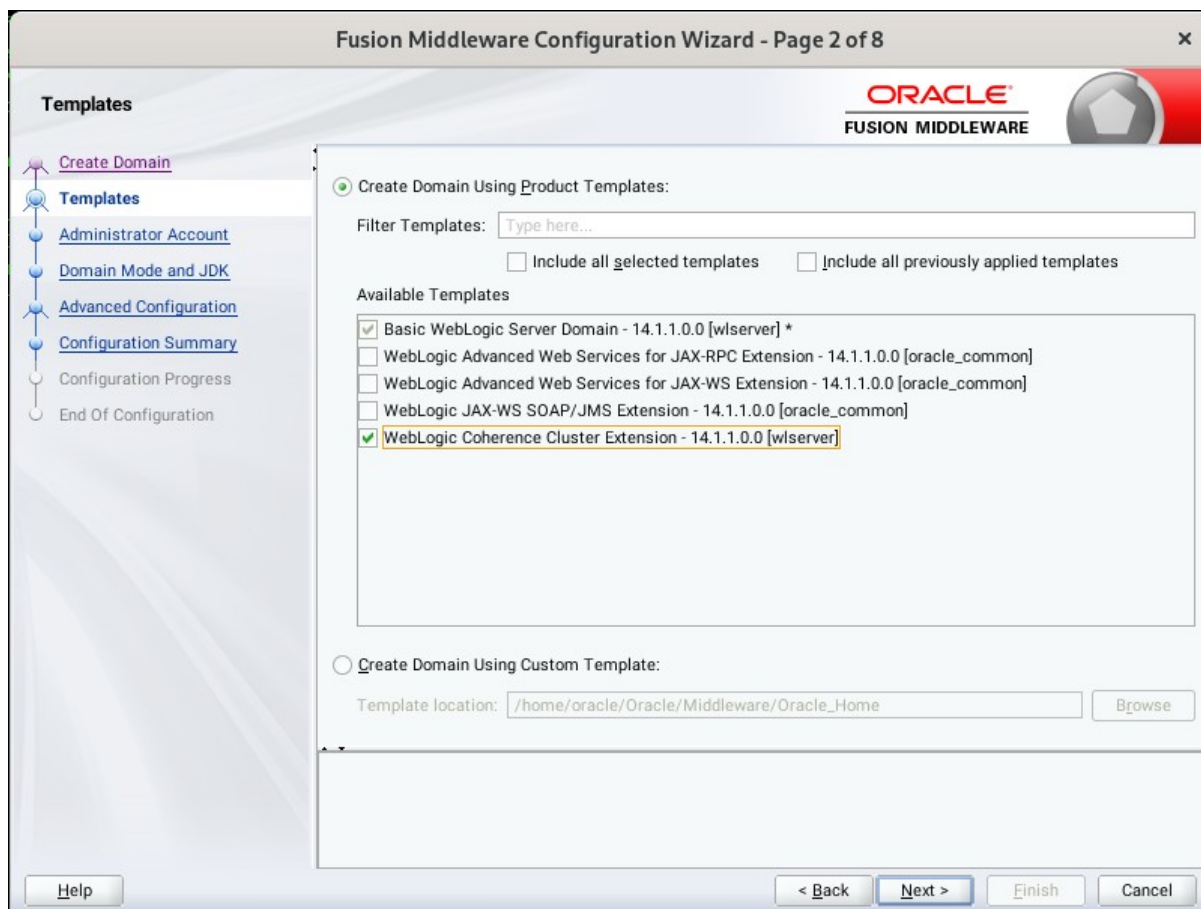 Fusion Middleware Configuration Wizard - Page 2 of 8
Templates
ORACLE
FUSION MIDDLEWARE
Create Domain
Templates
Administrator Account
Domain Mode and JDK
Advanced Configuration
Configuration Summary
Configuration Progress
End Of Configuration
Create Domain Using Product Templates:
Filter Templates: Type here...
Include all selected templates Include all previously applied templates
Available Templates
Basic WebLogic Server Domain - 14.1.1.0.0 [wlserver] *
WebLogic Advanced Web Services for JAX-RPC Extension - 14.1.1.0.0 [oracle_common]
WebLogic Advanced Web Services for JAX-WS Extension - 14.1.1.0.0 [oracle_common]
WebLogic JAX-WS SOAP/JMS Extension - 14.1.1.0.0 [oracle_common]
WebLogic Coherence Cluster Extension - 14.1.1.0.0 [wlserver]
Create Domain Using Custom Template:
Template location: /home/oracle/Oracle/Middleware/Oracle_Home Browse
Help < Back Next > Finish Cancel